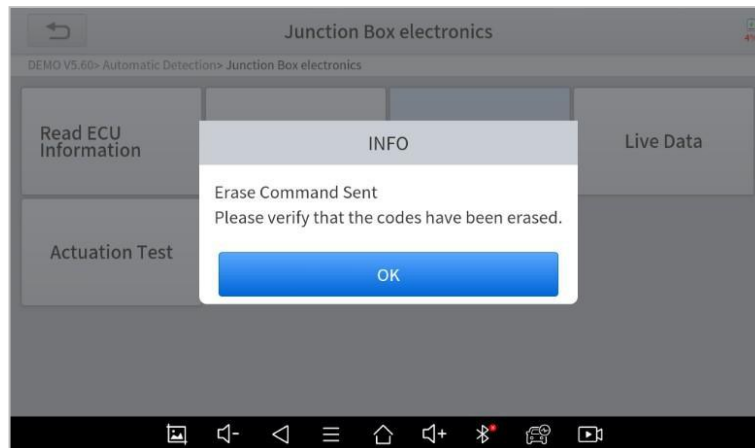 Junction Box electronics
4%
DEMO V5.60> Automatic Detection> Junction Box electronics
Read ECU
Information
Live Data
INFO
Erase Command Sent
Please verify that the codes have been erased.
OK
Actuation Test